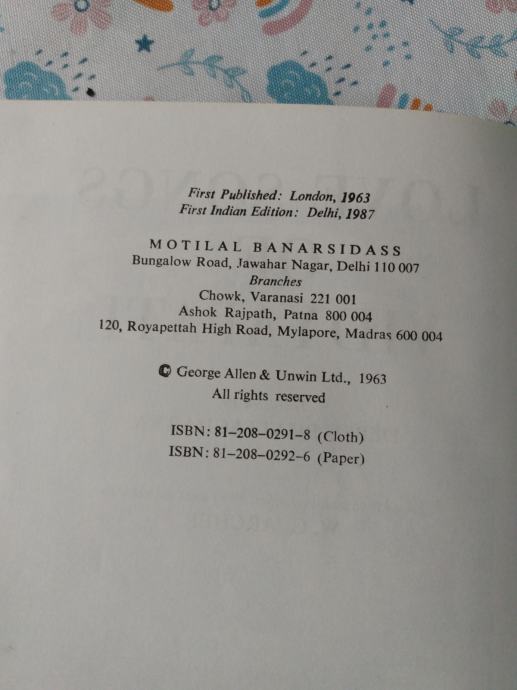 First Published: London, 1963
First Indian Edition: Delhi, 1987
MOTILAL BANARSIDASS
Bungalow Road, Jawahar Nagar, Delhi 110 007
Branches
Chowk, Varanasi 221 001
Ashok Rajpath, Patna 800 004
120, Royapettah High Road, Mylapore, Madras 600 004
© George Allen & Unwin Ltd., 1963
All rights reserved
ISBN: 81–208–0291–8 (Cloth)
ISBN: 81–208–0292–6 (Paper)